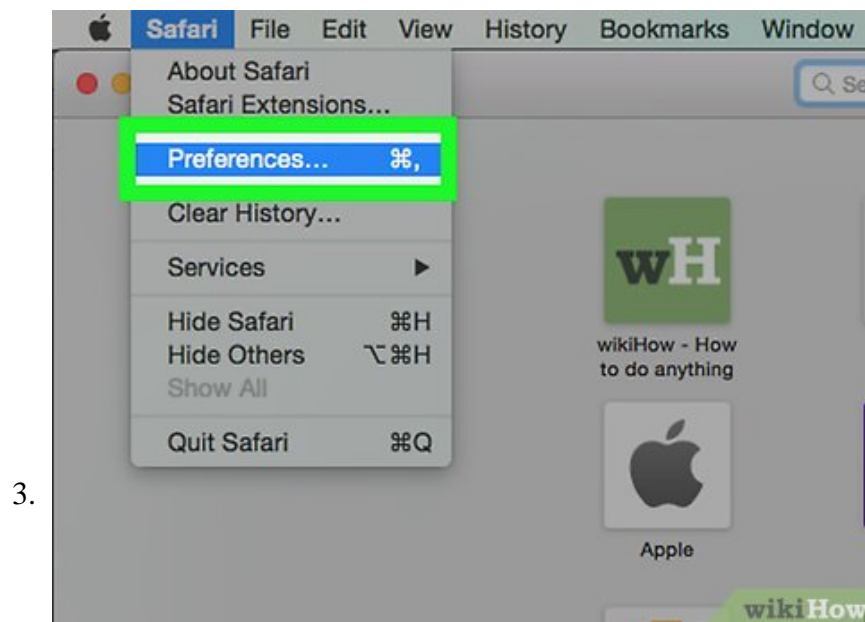 Safari File Edit View History Bookmarks Window
About Safari
Safari Extensions...
Preferences... ⌘,
Clear History...
Services ▶
Hide Safari ⌘H
Hide Others ⌥⌘H
Show All
Quit Safari ⌘Q
wH
wikiHow - How
to do anything
3.
Apple
wikiHow